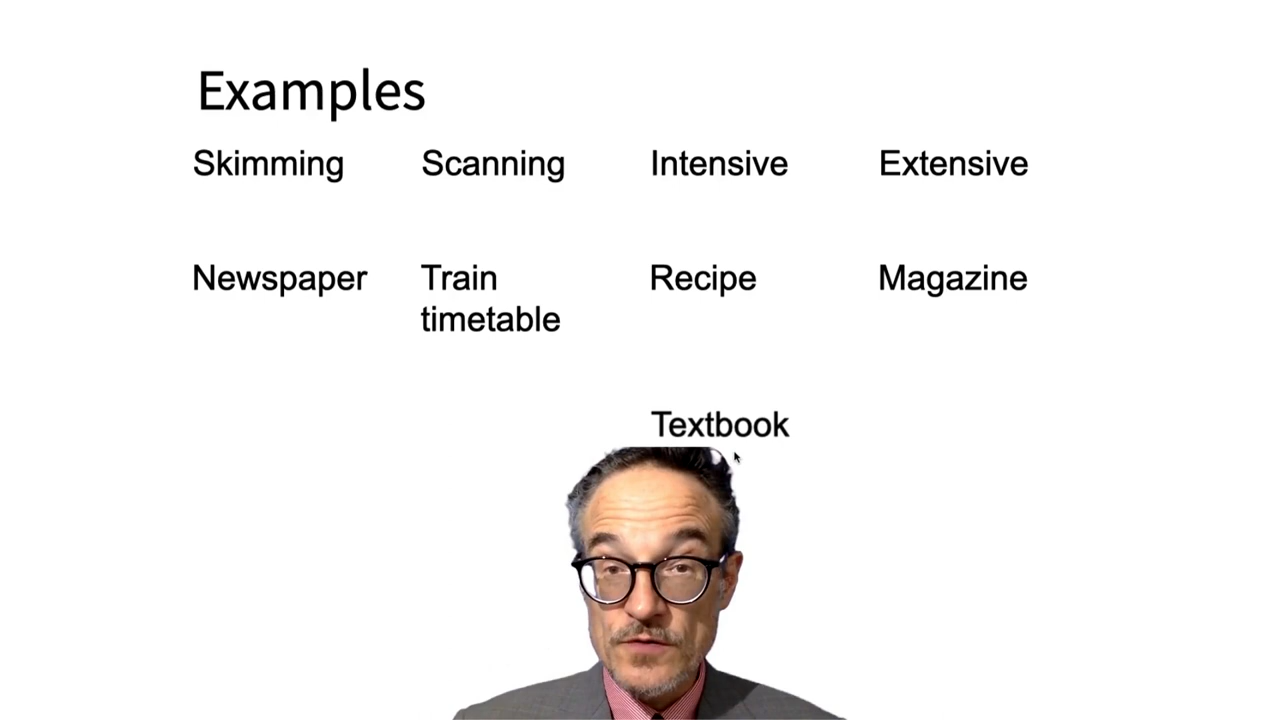 Examples
Skimming Scanning Intensive Extensive
Newspaper Train timetable Recipe Magazine
Textbook